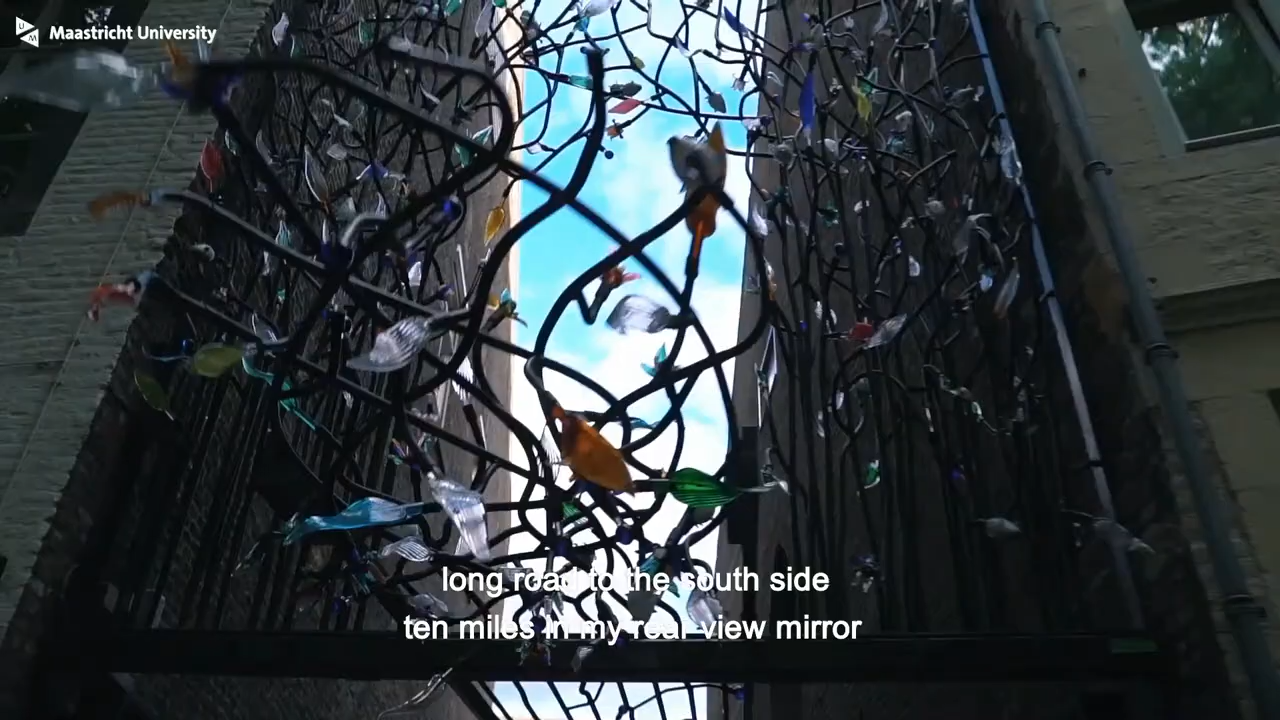 Maastricht University
long road to the south side
ten miles in my rear view mirror